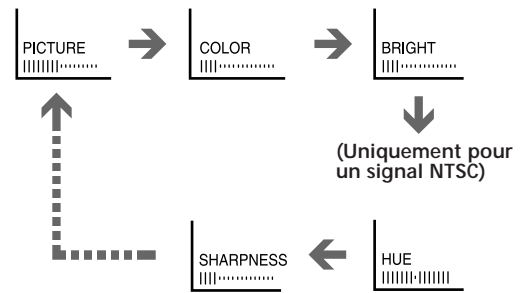 PICTURE
COLOR
BRIGHT
(Uniquement pour
un signal NTSC)
HUE
SHARPNESS